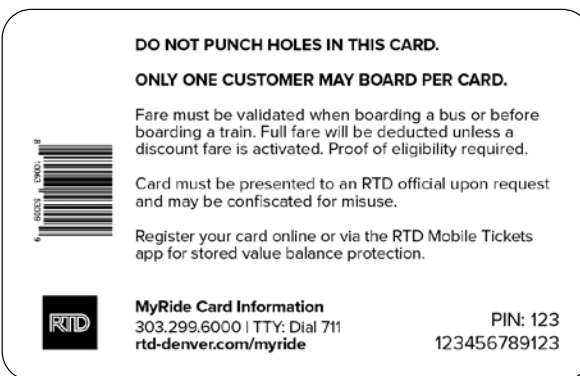 DO NOT PUNCH HOLES IN THIS CARD.
ONLY ONE CUSTOMER MAY BOARD PER CARD.
Fare must be validated when boarding a bus or before
boarding a train. Full fare will be deducted unless a
discount fare is activated. Proof of eligibility required.
Card must be presented to an RTD official upon request
and may be confiscated for misuse.
Register your card online or via the RTD Mobile Tickets
app for stored value balance protection.
8 10063 53029 9
RTD
MyRide Card Information
303.299.6000 | TTY: Dial 711
rtd-denver.com/myride
PIN: 123
123456789123